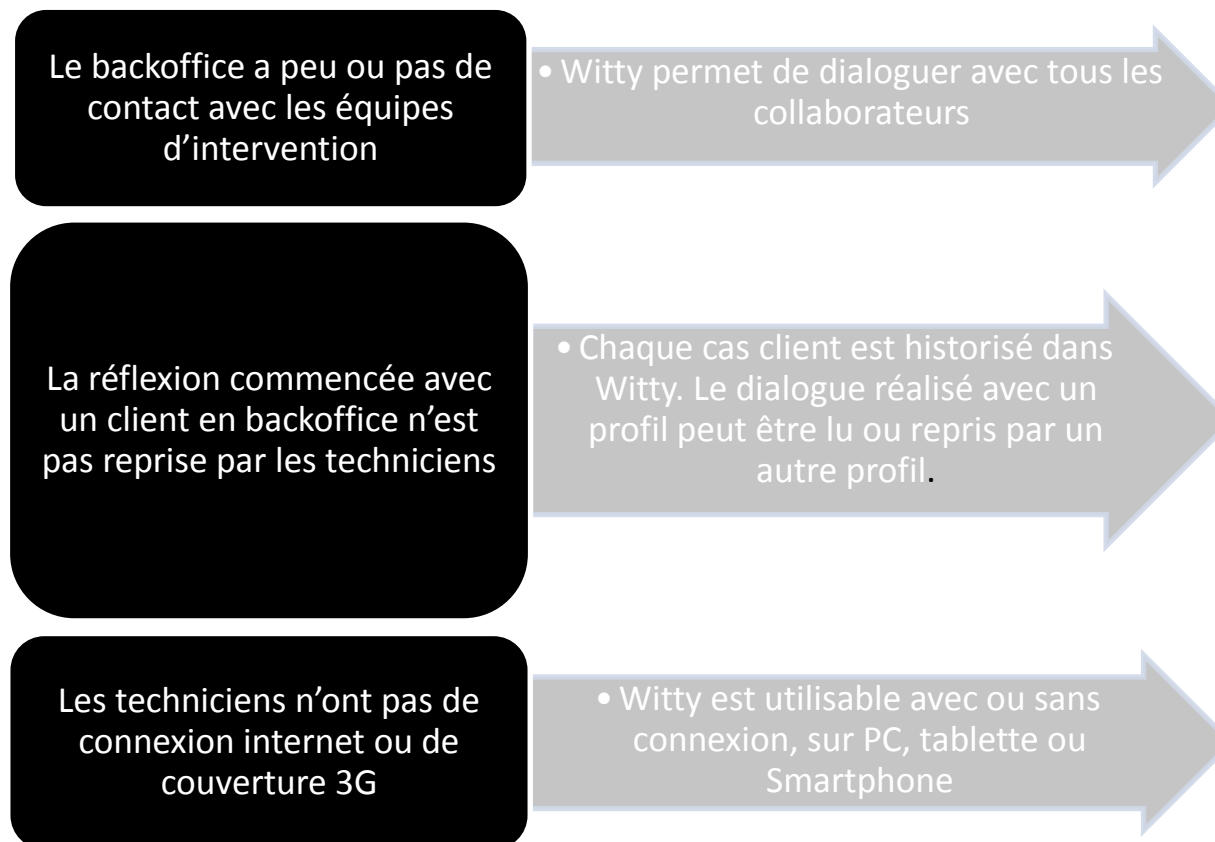 Le backoffice a peu ou pas de
contact avec les équipes
d’intervention
• Witty permet de dialoguer avec tous les
collaborateurs
La réflexion commencée avec
un client en backoffice n’est
pas reprise par les techniciens
• Chaque cas client est historisé dans
Witty. Le dialogue réalisé avec un
profil peut être lu ou repris par un
autre profil.
Les techniciens n’ont pas de
connexion internet ou de
couverture 3G
• Witty est utilisable avec ou sans
connexion, sur PC, tablette ou
Smartphone